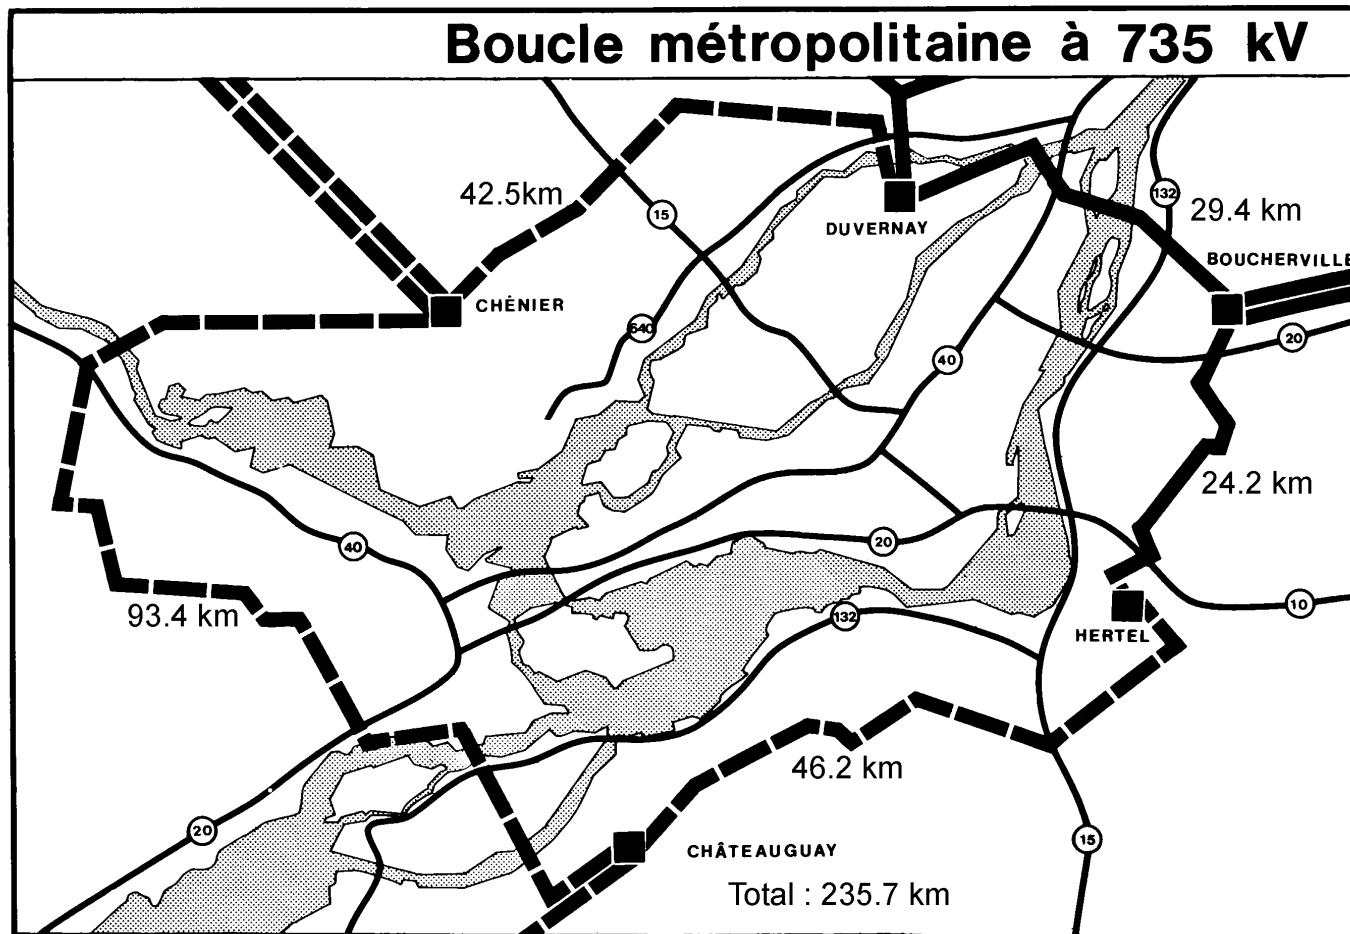 Boucle métropolitaine à 735 kV
42.5km
15
132
29.4 km
DUVERNAY
BOUCHERVILLE
CHÉNIER
640
20
40
24.2 km
40
20
93.4 km
132
10
HERTEL
46.2 km
20
15
CHÂTEAUGUAY
Total : 235.7 km